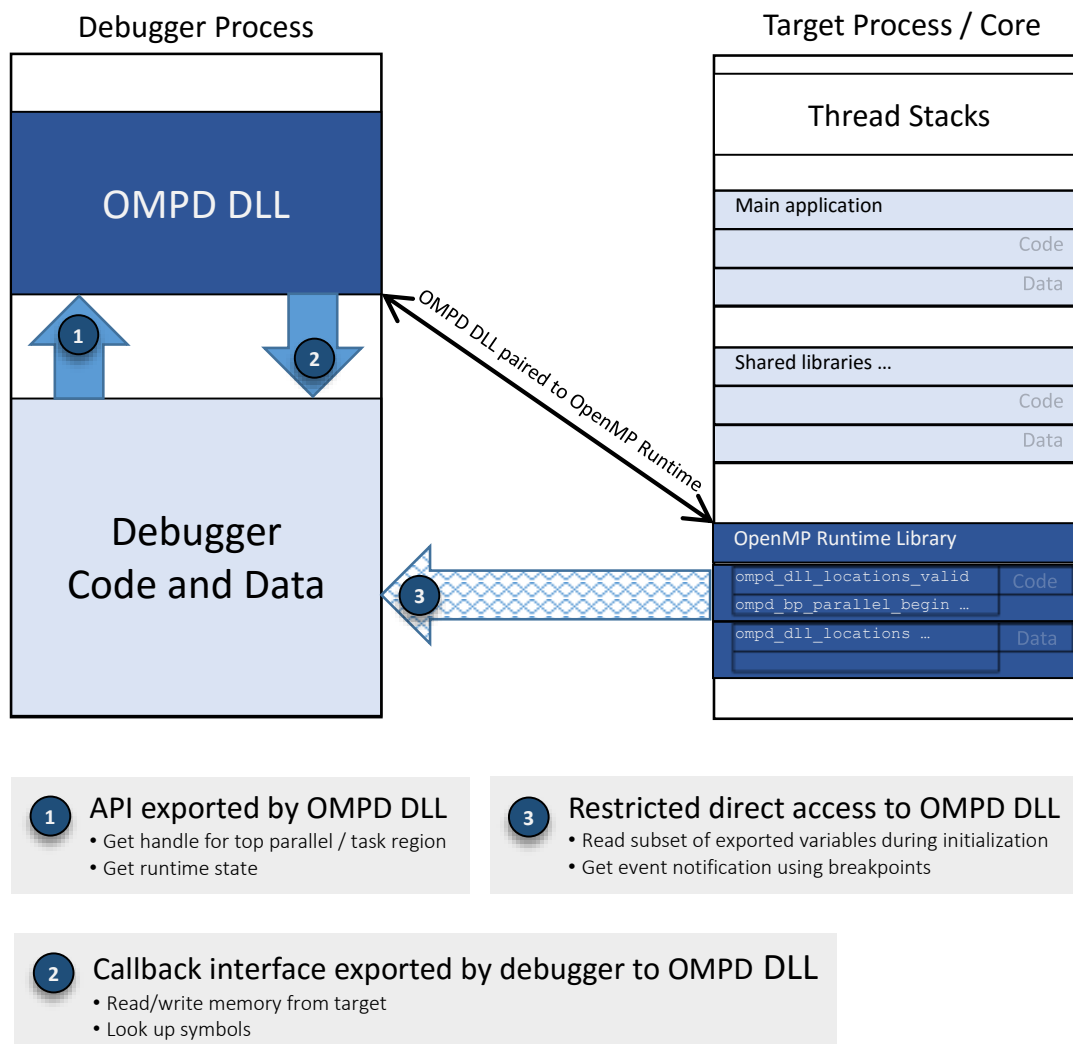 Debugger Process
Target Process / Core
OMPD DLL
1
2
Debugger
Code and Data
OMPD DLL paired to OpenMP Runtime
3
Thread Stacks
Main application
Code
Data
Shared libraries …
Code
Data
OpenMP Runtime Library
ompd_dll_locations_valid
Code
ompd_bp_parallel_begin …
ompd_dll_locations …
Data
1
API exported by OMPD DLL
• Get handle for top parallel / task region
• Get runtime state
3
Restricted direct access to OMPD DLL
• Read subset of exported variables during initialization
• Get event notification using breakpoints
2
Callback interface exported by debugger to OMPD DLL
• Read/write memory from target
• Look up symbols